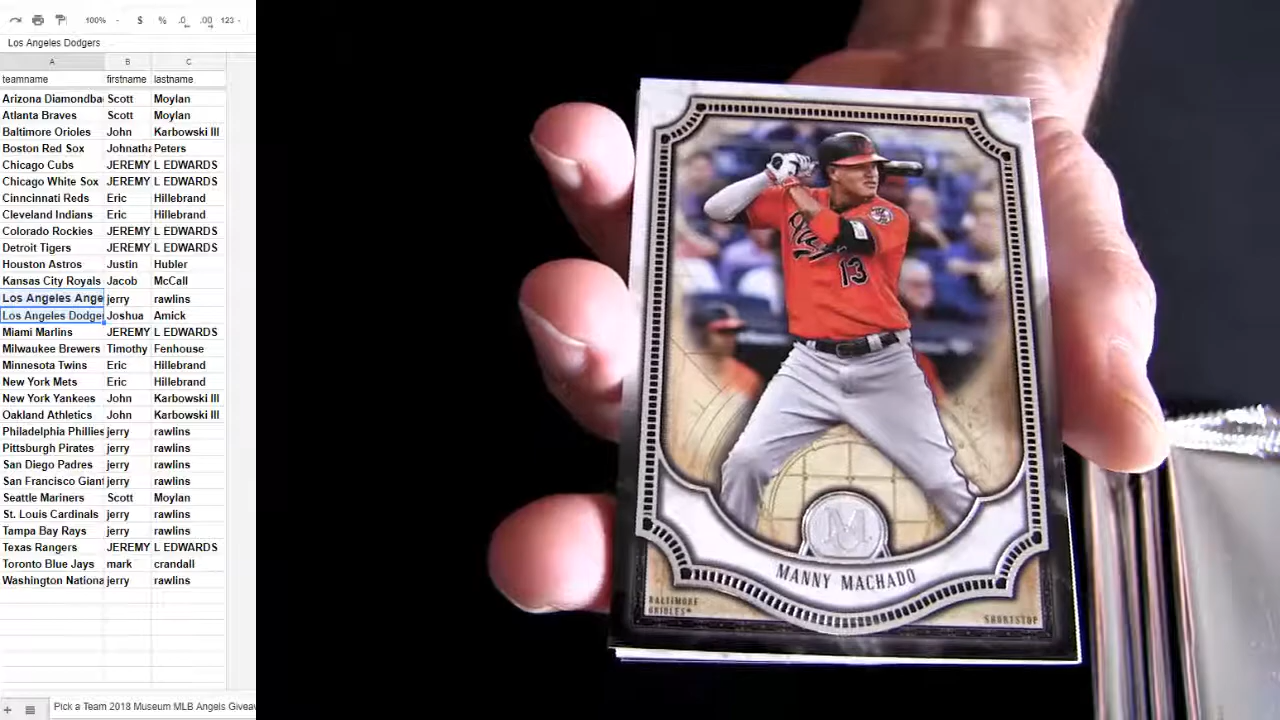 100%
$
%
.0
.00
123
Los Angeles Dodgers
A
B
C
teamname firstname lastname
Arizona Diamondba Scott Moylan
Atlanta Braves Scott Moylan
Baltimore Orioles John Karbowski III
Boston Red Sox Johnatha Peters
Chicago Cubs JEREMY L EDWARDS
Chicago White Sox JEREMY L EDWARDS
Cinncinnati Reds Eric Hillebrand
Cleveland Indians Eric Hillebrand
Colorado Rockies JEREMY L EDWARDS
Detroit Tigers JEREMY L EDWARDS
Houston Astros Justin Hubler
Kansas City Royals Jacob McCall
Los Angeles Ange jerry rawlins
Los Angeles Dodge Joshua Amick
Miami Marlins JEREMY L EDWARDS
Milwaukee Brewers Timothy Fenhouse
Minnesota Twins Eric Hillebrand
New York Mets Eric Hillebrand
New York Yankees John Karbowski III
Oakland Athletics John Karbowski III
Philadelphia Phillies jerry rawlins
Pittsburgh Pirates jerry rawlins
San Diego Padres jerry rawlins
San Francisco Giant jerry rawlins
Seattle Mariners Scott Moylan
St. Louis Cardinals jerry rawlins
Tampa Bay Rays jerry rawlins
Texas Rangers JEREMY L EDWARDS
Toronto Blue Jays mark crandall
Washington Nationa jerry rawlins
Pick a Team 2018 Museum MLB Angels Giveav
13
M
MANNY MACHADO
BALTIMORE
ORIOLES
SHORTSTOP